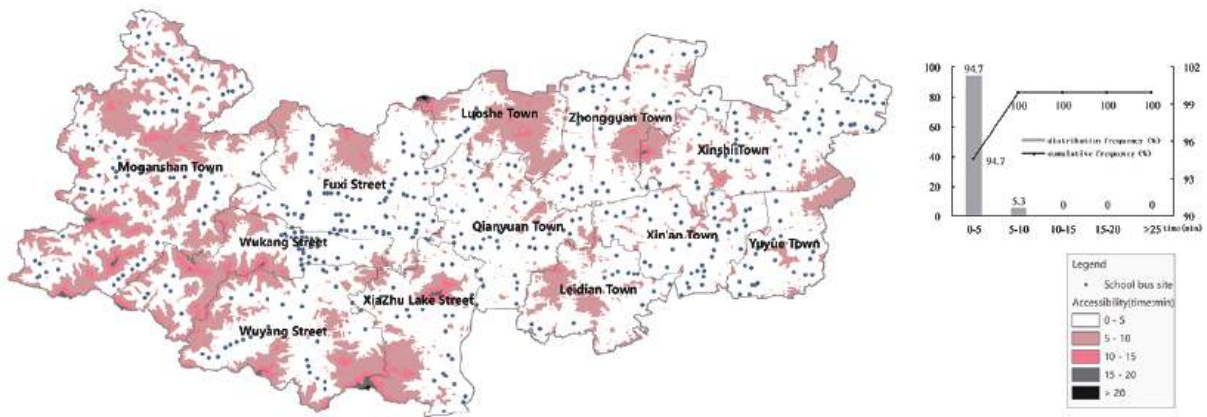 Luoshe Town
Zhongguan Town
Xinshi Town
Moganshan Town
Fuxi Street
Qianyuan Town
Wukang Street
Xin'an Town
Yuyue Town
XiaZhu Lake Street
Leidian Town
Wuyang Street
100
80
60
40
20
0
94.7
5.3
0
0
0
100
100
100
100
94.7
distribution frequency (%)
cumulative frequency (%)
102
99
96
93
90
0-5
5-10
10-15
15-20
>25
time(min)
Legend
School bus site
Accessibility(time:min)
0 - 5
5 - 10
10 - 15
15 - 20
> 20